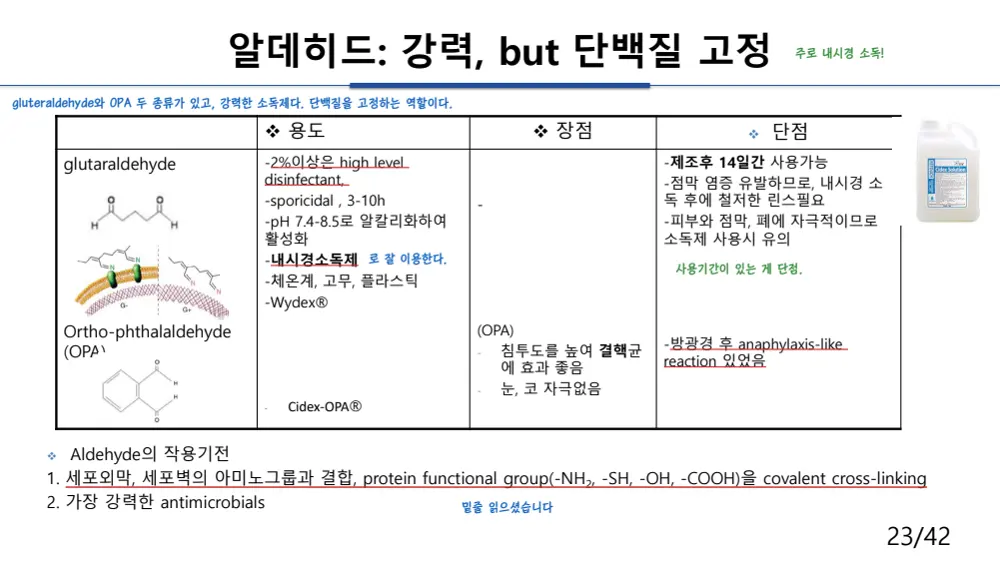 알데히드: 강력, but 단백질 고정
주로 내시경 소독!
gluteraldehyde와 OPA 두 종류가 있고, 강력한 소독제다. 단백질을 고정하는 역할이다.
❖ 용도
❖ 장점
❖ 단점
glutaraldehyde
O O
H H
N N
N N
G-
G+
-2%이상은 high level
disinfectant,
-sporicidal , 3-10h
-pH 7.4-8.5로 알칼리화하여
활성화
-내시경소독제 로 잘 이용한다.
-체온계, 고무, 플라스틱
-Wydex®
-
-제조후 14일간 사용가능
-점막 염증 유발하므로, 내시경 소
독 후에 철저한 린스필요
-피부와 점막, 폐에 자극적이므로
소독제 사용시 유의
사용기간이 있는 게 단점.
Cidex Solution
Ortho-phthalaldehyde
(OPA)
O
H
H
O
- Cidex-OPA®
(OPA)
- 침투도를 높여 결핵균
에 효과 좋음
- 눈, 코 자극없음
-방광경 후 anaphylaxis-like
reaction 있었음
❖ Aldehyde의 작용기전
1. 세포외막, 세포벽의 아미노그룹과 결합, protein functional group(-NH₂, -SH, -OH, -COOH)을 covalent cross-linking
2. 가장 강력한 antimicrobials
밑줄 읽으셨습니다
23/42